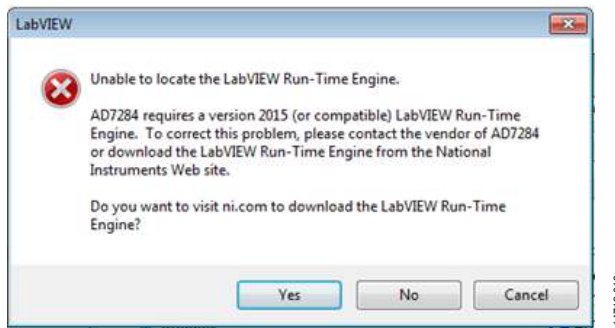 LabVIEW
Unable to locate the LabVIEW Run-Time Engine.
AD7284 requires a version 2015 (or compatible) LabVIEW Run-Time
Engine. To correct this problem, please contact the vendor of AD7284
or download the LabVIEW Run-Time Engine from the National
Instruments Web site.
Do you want to visit ni.com to download the LabVIEW Run-Time
Engine?
Yes
No
Cancel